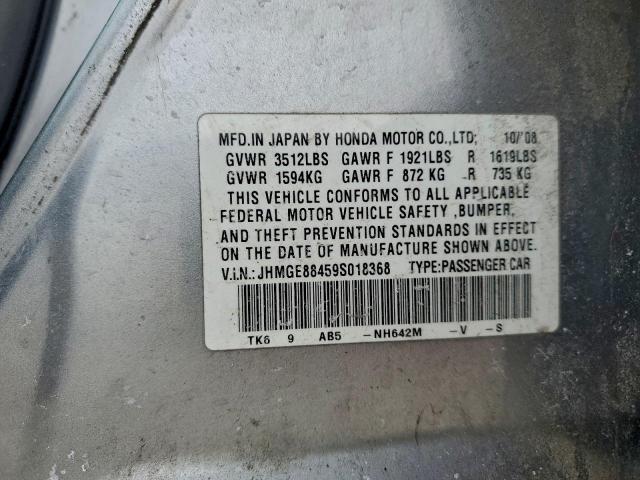 MFD.IN JAPAN BY HONDA MOTOR CO.,LTD; 10/'08
GVWR 3512LBS GAWR F 1921LBS R 1619LBS
GVWR 1594KG GAWR F 872 KG R 735 KG
THIS VEHICLE CONFORMS TO ALL APPLICABLE
FEDERAL MOTOR VEHICLE SAFETY ,BUMPER,
AND THEFT PREVENTION STANDARDS IN EFFECT
ON THE DATE OF MANUFACTURE SHOWN ABOVE.
V.I.N.:JHMGE88459S018368 TYPE:PASSENGER CAR
TK6 9 AB5 -NH642M -V -S